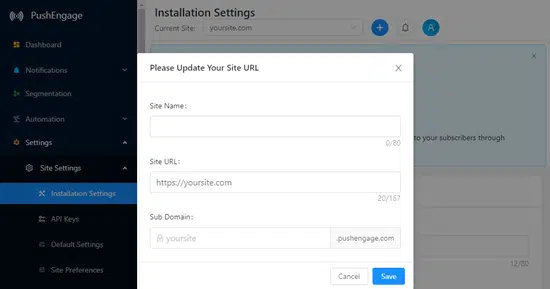 PushEngage
Installation Settings
Current Site: yoursite.com
Dashboard
Notifications
Segmentation
Automation
Settings
Site Settings
Installation Settings
API Keys
Default Settings
Site Preferences
Please Update Your Site URL
Site Name:
0/80
Site URL:
https://yoursite.com
20/167
Sub Domain:
yoursite .pushengage.com
Cancel Save
to your subscribers through
12/80